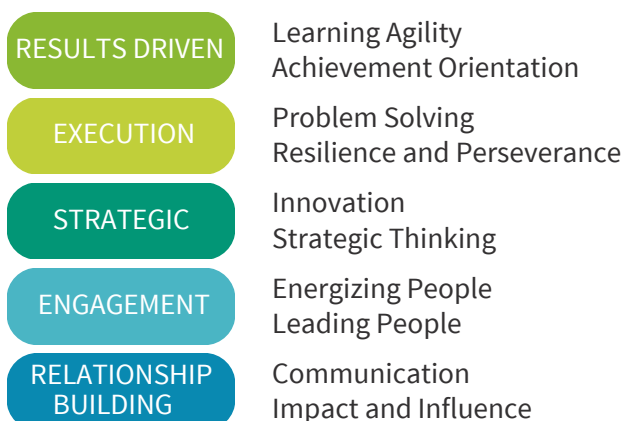 RESULTS DRIVEN
Learning Agility
Achievement Orientation
EXECUTION
Problem Solving
Resilience and Perseverance
STRATEGIC
Innovation
Strategic Thinking
ENGAGEMENT
Energizing People
Leading People
RELATIONSHIP
BUILDING
Communication
Impact and Influence